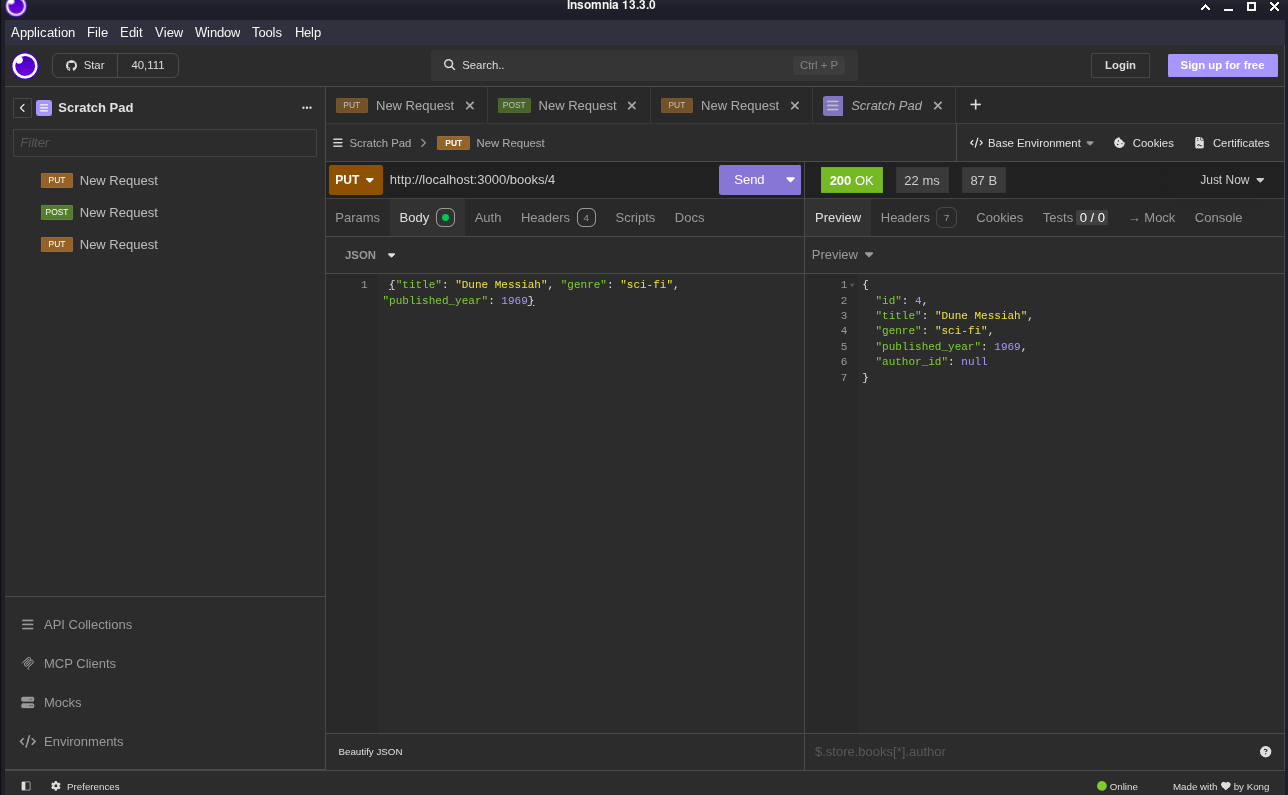 Insomnia 13.3.0
Application File Edit View Window Tools Help
Star 40,111 Search.. Ctrl + P Login Sign up for free
Scratch Pad ···
Filter
PUT New Request
POST New Request
PUT New Request
API Collections
MCP Clients
Mocks
Environments
PUT New Request POST New Request PUT New Request Scratch Pad
Scratch Pad PUT New Request Base Environment Cookies Certificates
PUT http://localhost:3000/books/4 Send
Params Body Auth Headers 4 Scripts Docs
JSON
1 {"title": "Dune Messiah", "genre": "sci-fi",
"published_year": 1969}
Beautify JSON
200 OK 22 ms 87 B Just Now
Preview Headers 7 Cookies Tests 0 / 0 → Mock Console
Preview
1 {
2 "id": 4,
3 "title": "Dune Messiah",
4 "genre": "sci-fi",
5 "published_year": 1969,
6 "author_id": null
7 }
$.store.books[*].author
Preferences Online Made with ♥ by Kong